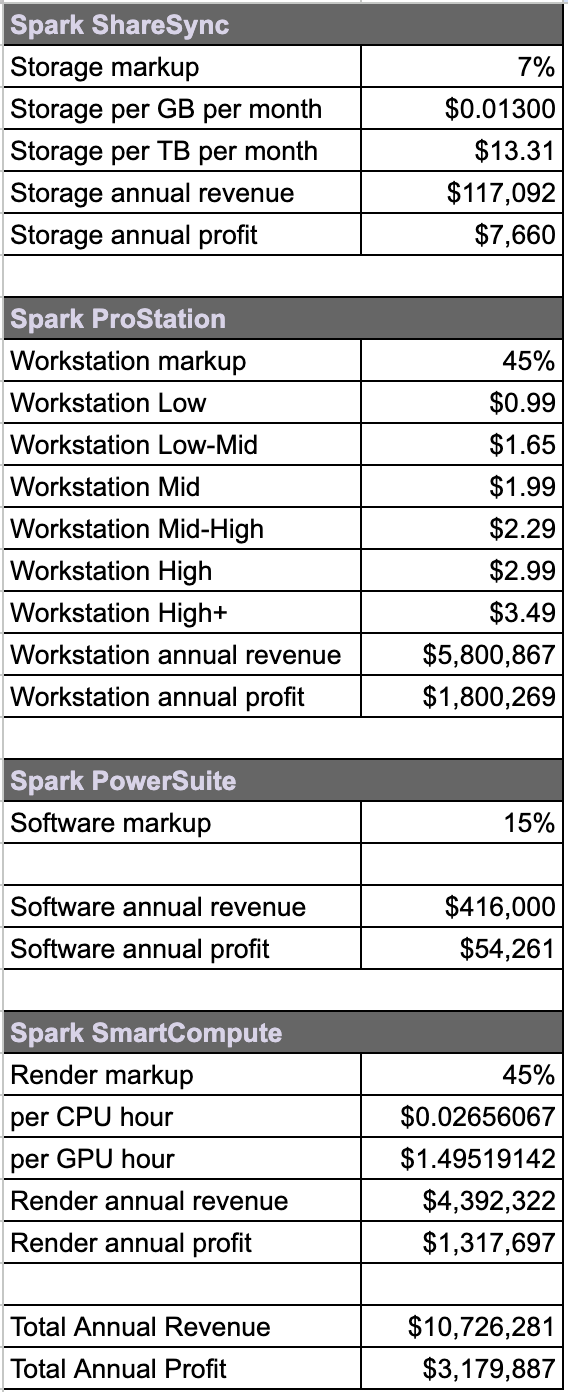 Spark ShareSync
Storage markup 7%
Storage per GB per month $0.01300
Storage per TB per month $13.31
Storage annual revenue $117,092
Storage annual profit $7,660
Spark ProStation
Workstation markup 45%
Workstation Low $0.99
Workstation Low-Mid $1.65
Workstation Mid $1.99
Workstation Mid-High $2.29
Workstation High $2.99
Workstation High+ $3.49
Workstation annual revenue $5,800,867
Workstation annual profit $1,800,269
Spark PowerSuite
Software markup 15%
Software annual revenue $416,000
Software annual profit $54,261
Spark SmartCompute
Render markup 45%
per CPU hour $0.02656067
per GPU hour $1.49519142
Render annual revenue $4,392,322
Render annual profit $1,317,697
Total Annual Revenue $10,726,281
Total Annual Profit $3,179,887